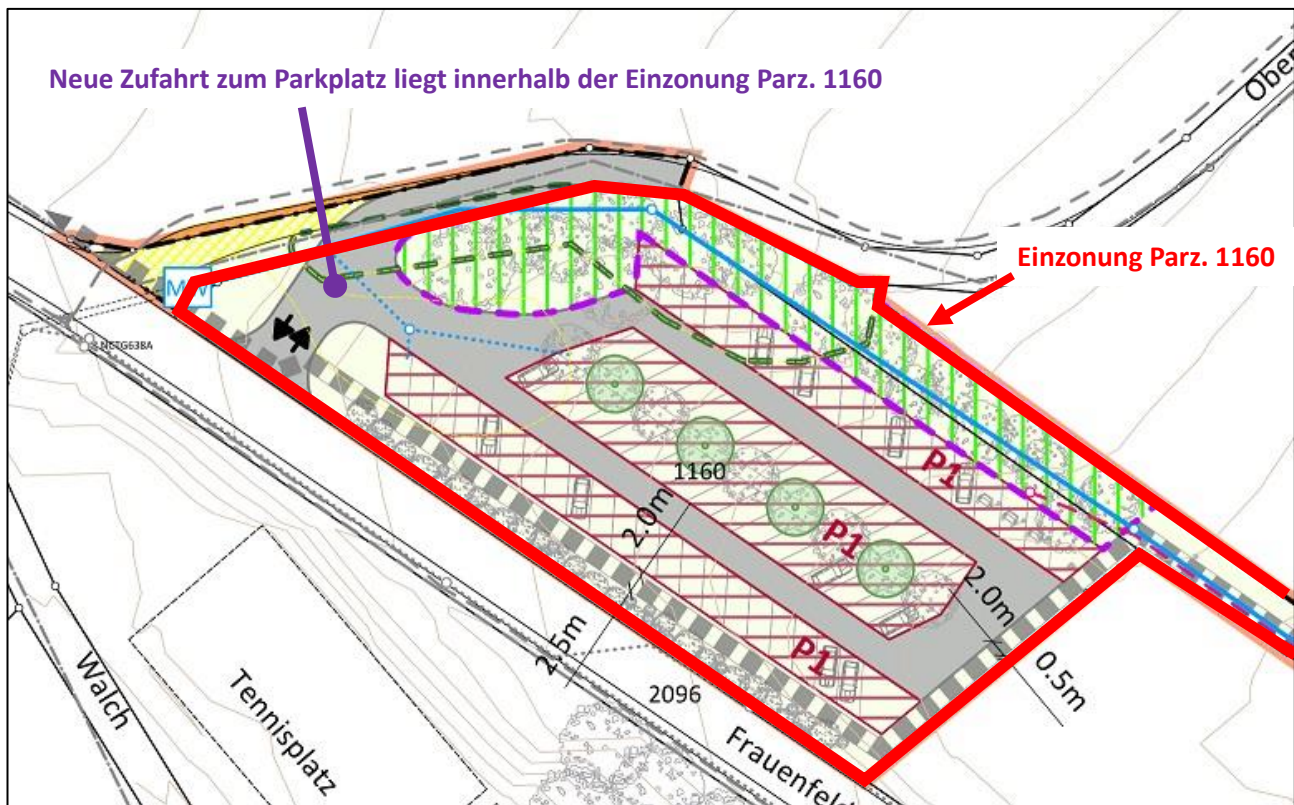 Neue Zufahrt zum Parkplatz liegt innerhalb der Einzonung Parz. 1160
Ober
Einzonung Parz. 1160
NCTG638A
1160
P1
2.0m
P1
2.0m
2.5m
P1
0.5m
2096
Walch
Tennisplatz
Frauenfeld